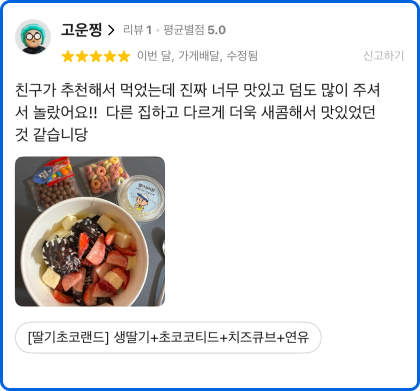 고운찡 >
리뷰 1 · 평균별점 5.0
★★★★★ 이번 달, 가게배달, 수정됨
신고하기
친구가 추천해서 먹었는데 진짜 너무 맛있고 덤도 많이 주셔
서 놀랐어요!! 다른 집하고 다르게 더욱 새콤해서 맛있었던
것 같습니당
[딸기초코랜드] 생딸기+초코코티드+치즈큐브+연유